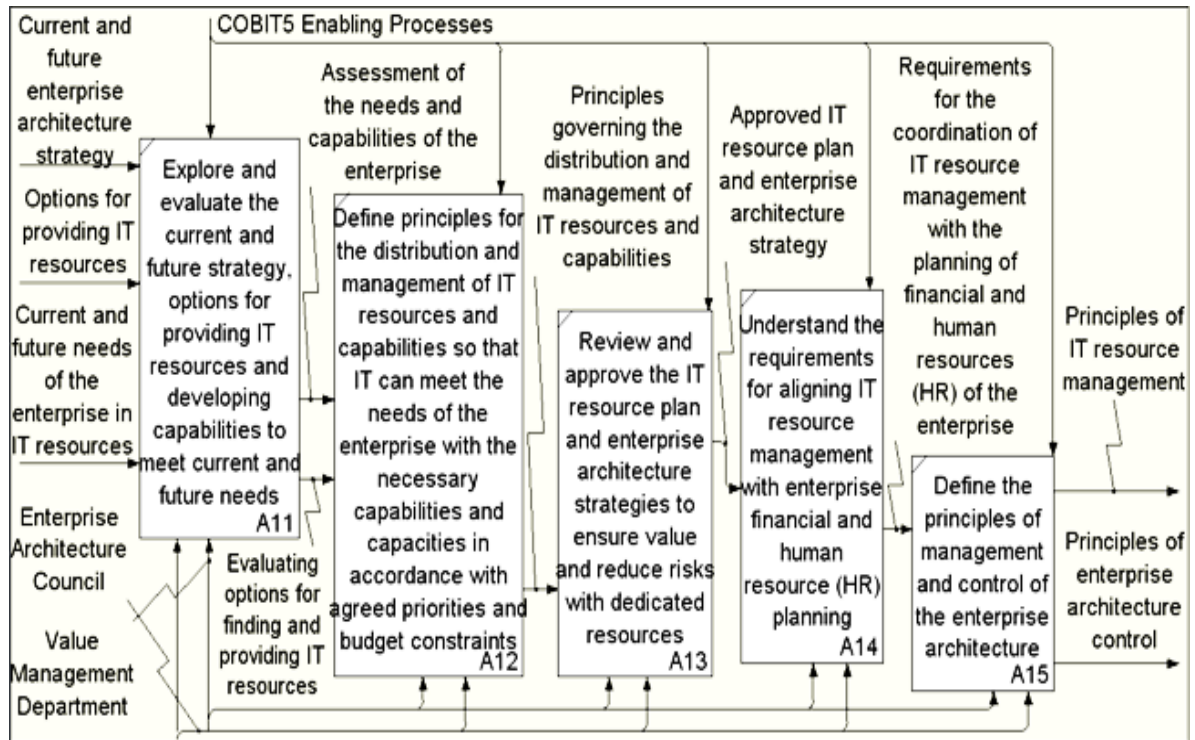 Current and
future
enterprise
architecture
strategy
Options for
providing IT
resources
Current and
future needs
of the
enterprise in
IT resources
Enterprise
Architecture
Council
Value
Management
Department
COBIT5 Enabling Processes
Explore and
evaluate the
current and
future strategy,
options for
providing IT
resources and
developing
capabilities to
meet current and
future needs
A11
Assessment of
the needs and
capabilities of the
enterprise
Evaluating
options for
finding and
providing IT
resources
Define principles for
the distribution and
management of IT
resources and
capabilities so that
IT can meet the
needs of the
enterprise with the
necessary
capabilities and
capacities in
accordance with
agreed priorities and
budget constraints
A12
Principles
governing the
distribution and
management of
IT resources and
capabilities
Review and
approve the IT
resource plan
and enterprise
architecture
strategies to
ensure value
and reduce risks
with dedicated
resources
A13
Approved IT
resource plan
and enterprise
architecture
strategy
Understand the
requirements
for aligning IT
resource
management
with enterprise
financial and
human
resource (HR)
planning
A14
Requirements
for the
coordination of
IT resource
management
with the
planning of
financial and
human
resources
(HR) of the
enterprise
Define the
principles of
management
and control of
the enterprise
architecture
A15
Principles of
IT resource
management
Principles of
enterprise
architecture
control